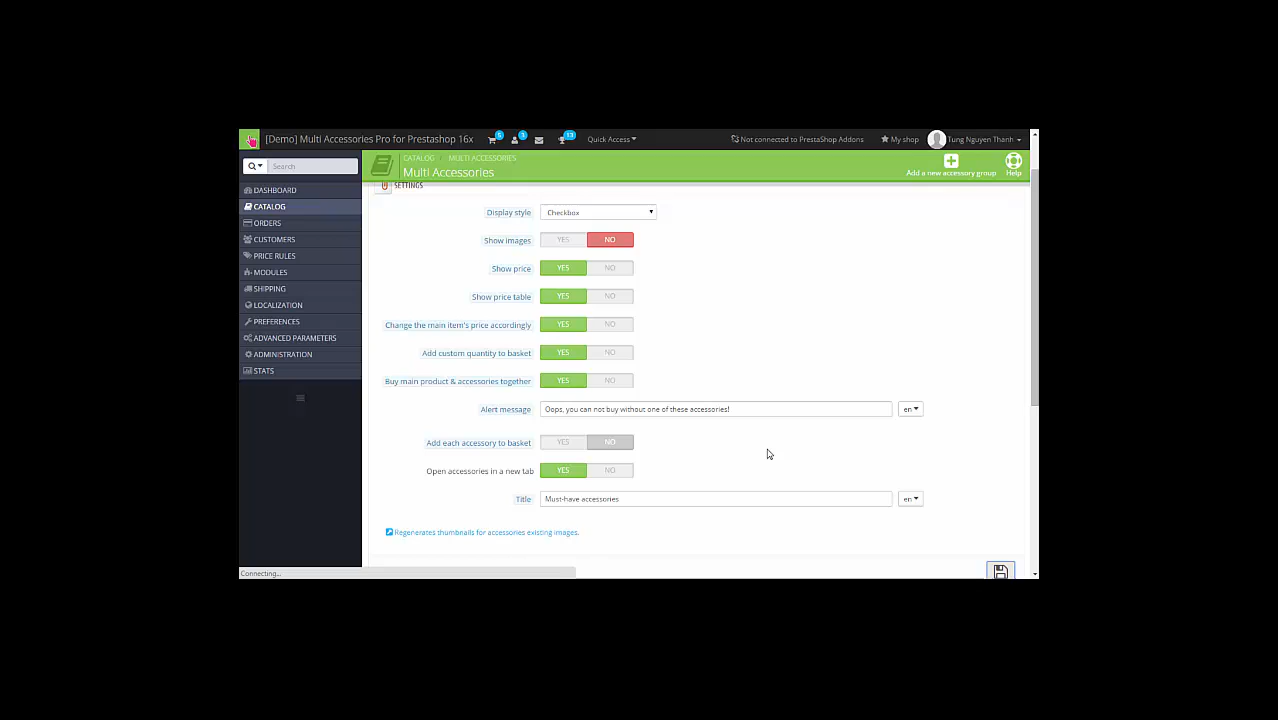 [Demo] Multi Accessories Pro for Prestashop 16x 5 3 13 Quick Access Not connected to PrestaShop Addons My shop Tung Nguyen Thanh
Search
CATALOG MULTI ACCESSORIES
Multi Accessories
Add a new accessory group Help
DASHBOARD
CATALOG
ORDERS
CUSTOMERS
PRICE RULES
MODULES
SHIPPING
LOCALIZATION
PREFERENCES
ADVANCED PARAMETERS
ADMINISTRATION
STATS
SETTINGS
Display style Checkbox
Show images YES NO
Show price YES NO
Show price table YES NO
Change the main item's price accordingly YES NO
Add custom quantity to basket YES NO
Buy main product & accessories together YES NO
Alert message Oops, you can not buy without one of these accessories! en
Add each accessory to basket YES NO
Open accessories in a new tab YES NO
Title Must-have accessories en
Regenerates thumbnails for accessories existing images.
Connecting...